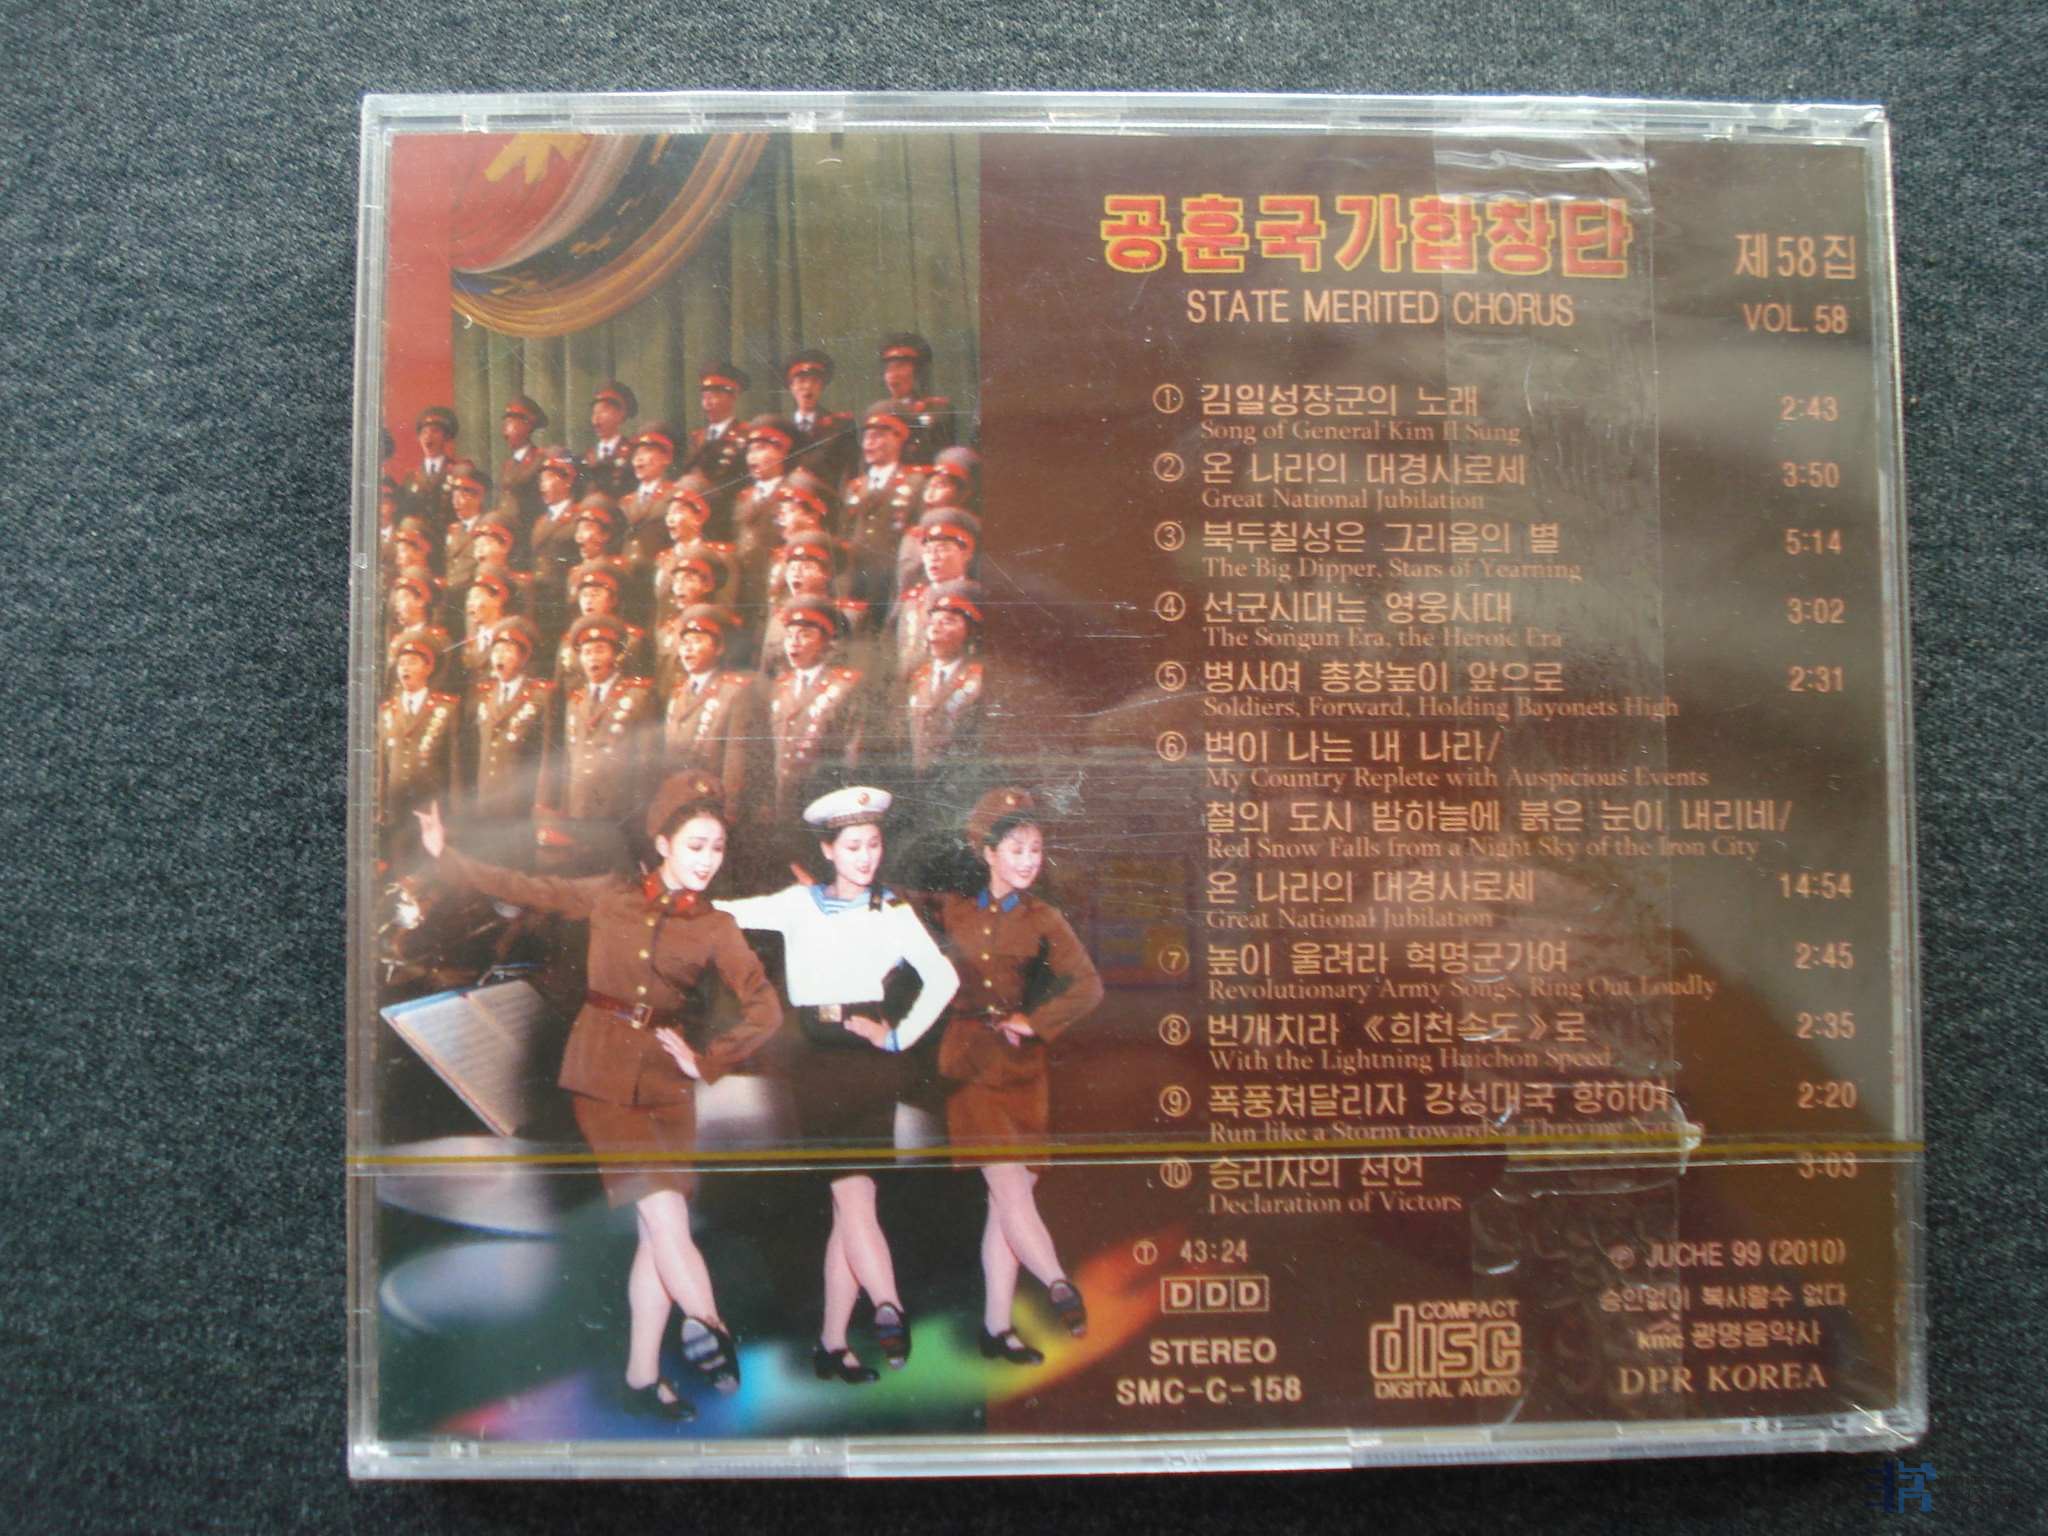 공훈국가합창단
STATE MERITED CHORUS
제58집
VOL. 58
① 김일성장군의 노래 2:43
Song of General Kim Il Sung
② 온 나라의 대경사로세 3:50
Great National Jubilation
③ 북두칠성은 그리움의 별 5:14
The Big Dipper, Stars of Yearning
④ 선군시대는 영웅시대 3:02
The Songun Era, the Heroic Era
⑤ 병사여 총창높이 앞으로 2:31
Soldiers, Forward, Holding Bayonets High
⑥ 변이 나는 내 나라/
My Country Replete with Auspicious Events
철의 도시 밤하늘에 붉은 눈이 내리네/
Red Snow Falls from a Night Sky of the Iron City
온 나라의 대경사로세 14:54
Great National Jubilation
⑦ 높이 울려라 혁명군가여 2:45
Revolutionary Army Songs, Ring Out Loudly
⑧ 번개치라 《희천속도》로 2:35
With the Lightning Huichon Speed
⑨ 폭풍쳐달리자 강성대국 향하여 2:20
Run like a Storm towards a Thriving Nation
⑩ 승리자의 선언 3:03
Declaration of Victors
Ⓣ 43:24
DDD
STEREO
SMC-C-158
COMPACT
disc
DIGITAL AUDIO
℗ JUCHE 99 (2010)
승인없이 복사할수 없다
kmc 광명음악사
DPR KOREA